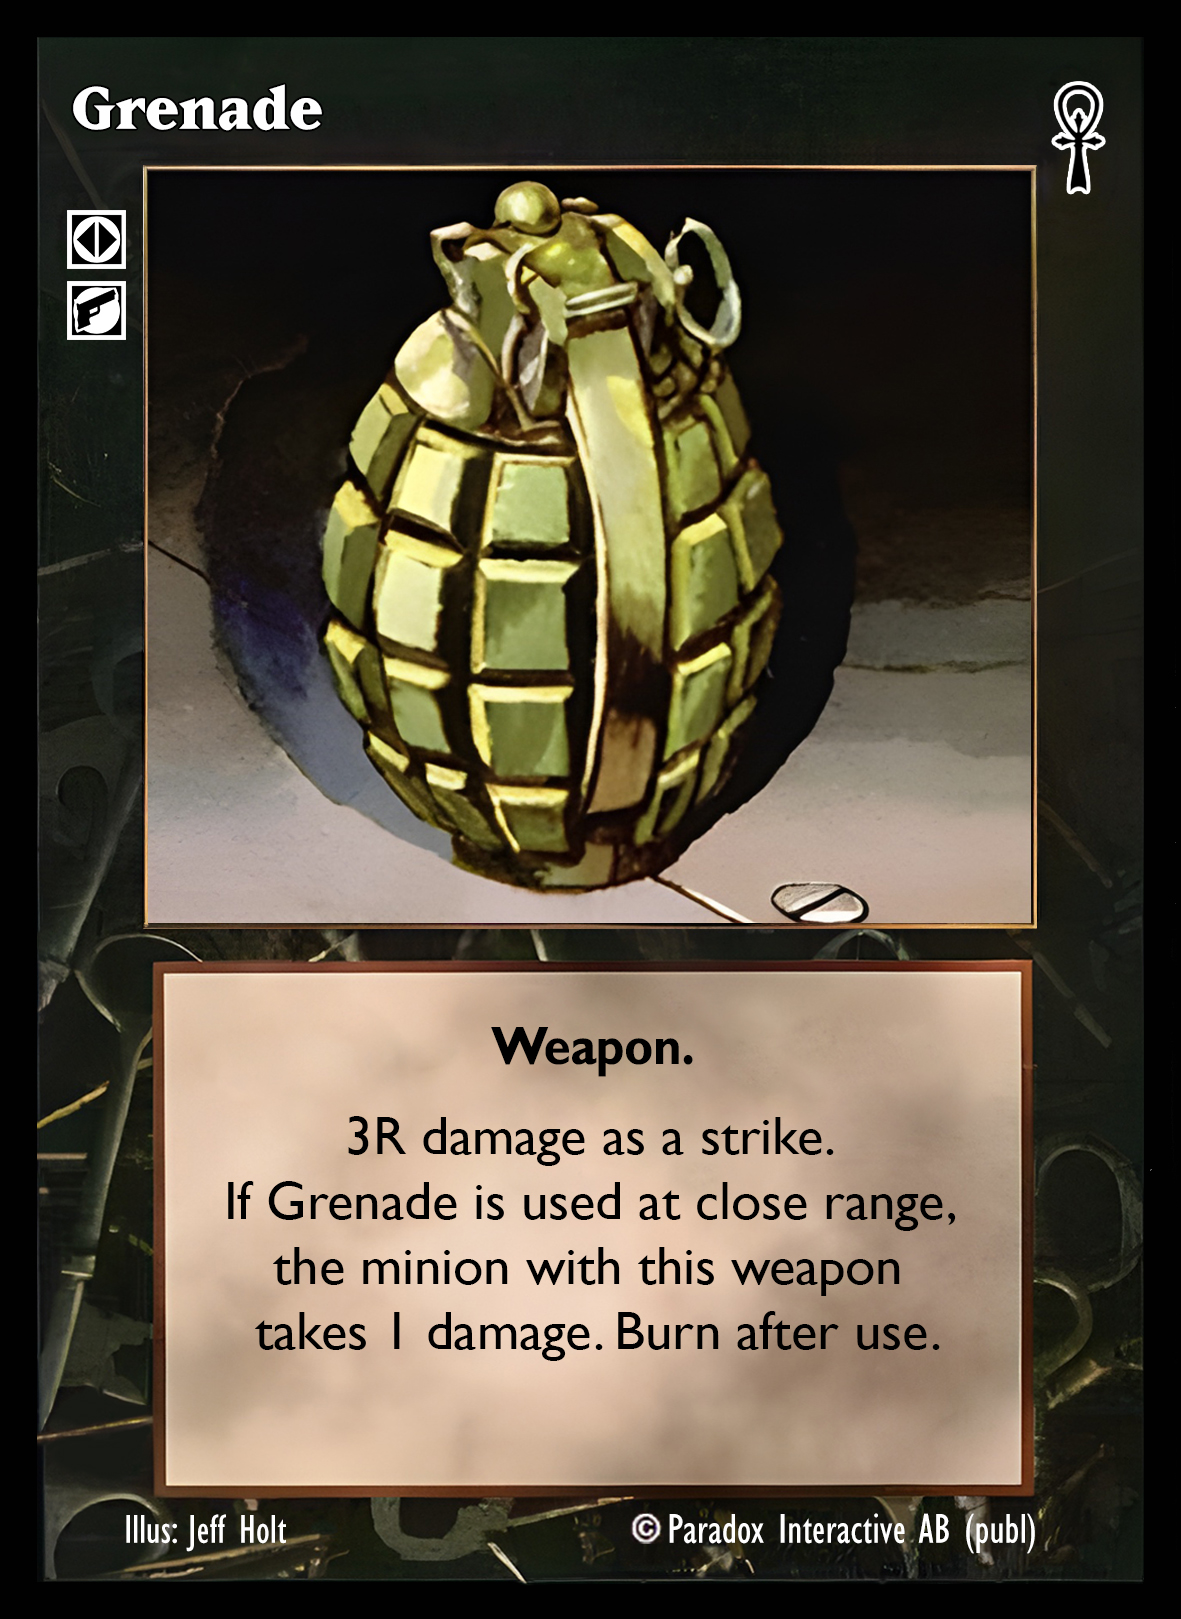 Grenade
Weapon.
3R damage as a strike.
If Grenade is used at close range,
the minion with this weapon
takes 1 damage. Burn after use.
Illus: Jeff Holt
© Paradox Interactive AB (publ)